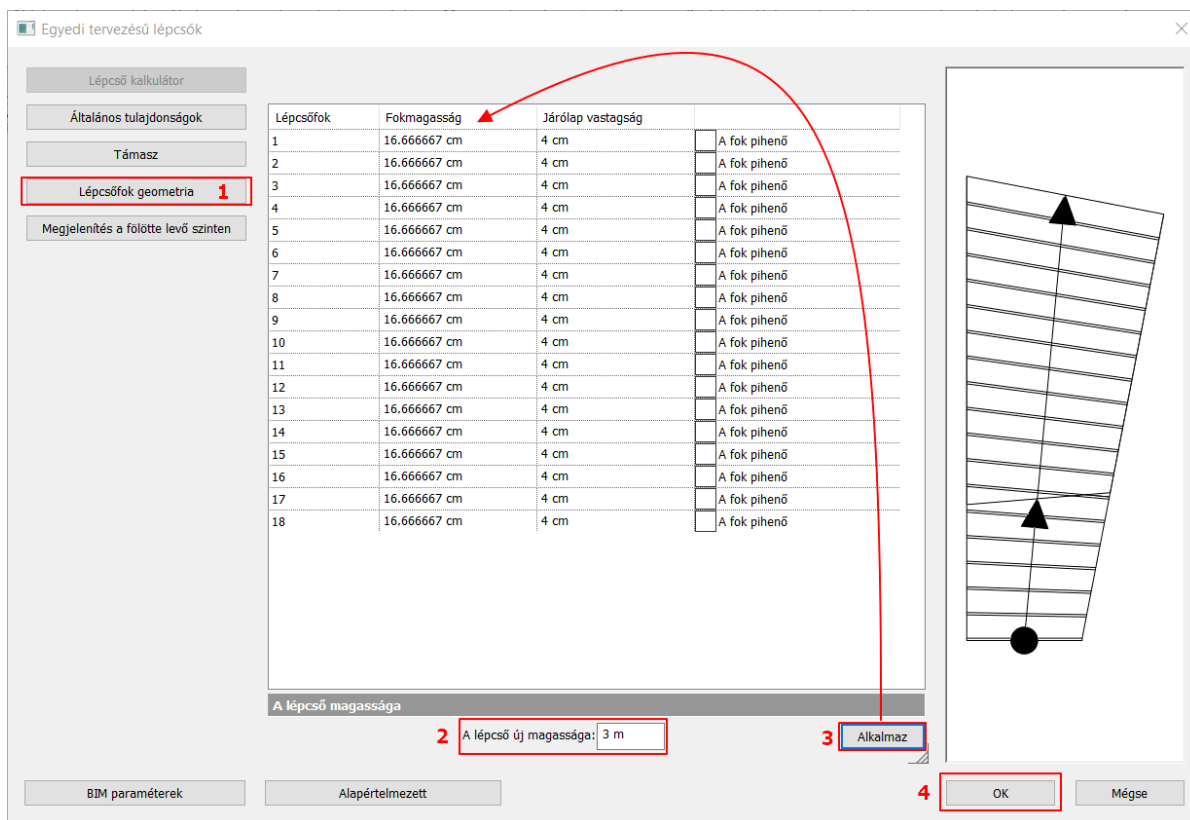 Egyedi tervezésű lépcsők
Lépcső kalkulátor
Általános tulajdonságok
Támasz
Lépcsőfok geometria 1
Megjelenítés a fölötte levő szinten
Lépcsőfok Fokmagasság Járólap vastagság
1 16.666667 cm 4 cm A fok pihenő
2 16.666667 cm 4 cm A fok pihenő
3 16.666667 cm 4 cm A fok pihenő
4 16.666667 cm 4 cm A fok pihenő
5 16.666667 cm 4 cm A fok pihenő
6 16.666667 cm 4 cm A fok pihenő
7 16.666667 cm 4 cm A fok pihenő
8 16.666667 cm 4 cm A fok pihenő
9 16.666667 cm 4 cm A fok pihenő
10 16.666667 cm 4 cm A fok pihenő
11 16.666667 cm 4 cm A fok pihenő
12 16.666667 cm 4 cm A fok pihenő
13 16.666667 cm 4 cm A fok pihenő
14 16.666667 cm 4 cm A fok pihenő
15 16.666667 cm 4 cm A fok pihenő
16 16.666667 cm 4 cm A fok pihenő
17 16.666667 cm 4 cm A fok pihenő
18 16.666667 cm 4 cm A fok pihenő
A lépcső magassága
2 A lépcső új magassága: 3 m 3 Alkalmaz
BIM paraméterek Alapértelmezett 4 OK Mégse